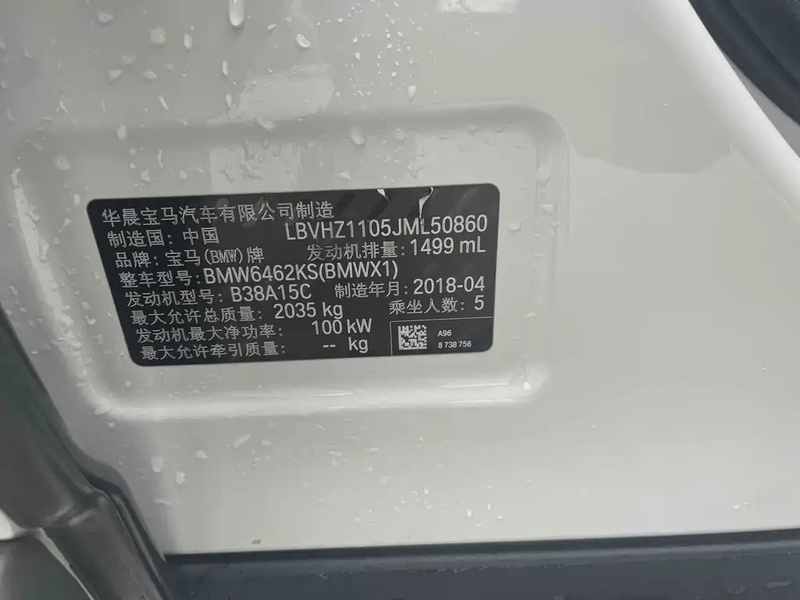 华晨宝马汽车有限公司制造
制造国：中国 LBVHZ1105JML50860
品牌：宝马(BMW)牌 发动机排量：1499 mL
整车型号：BMW6462KS(BMWX1)
发动机型号：B38A15C 制造年月：2018-04
最大允许总质量：2035 kg 乘坐人数：5
发动机最大净功率： 100 kW
最大允许牵引质量： -- kg
A96
8 738 756